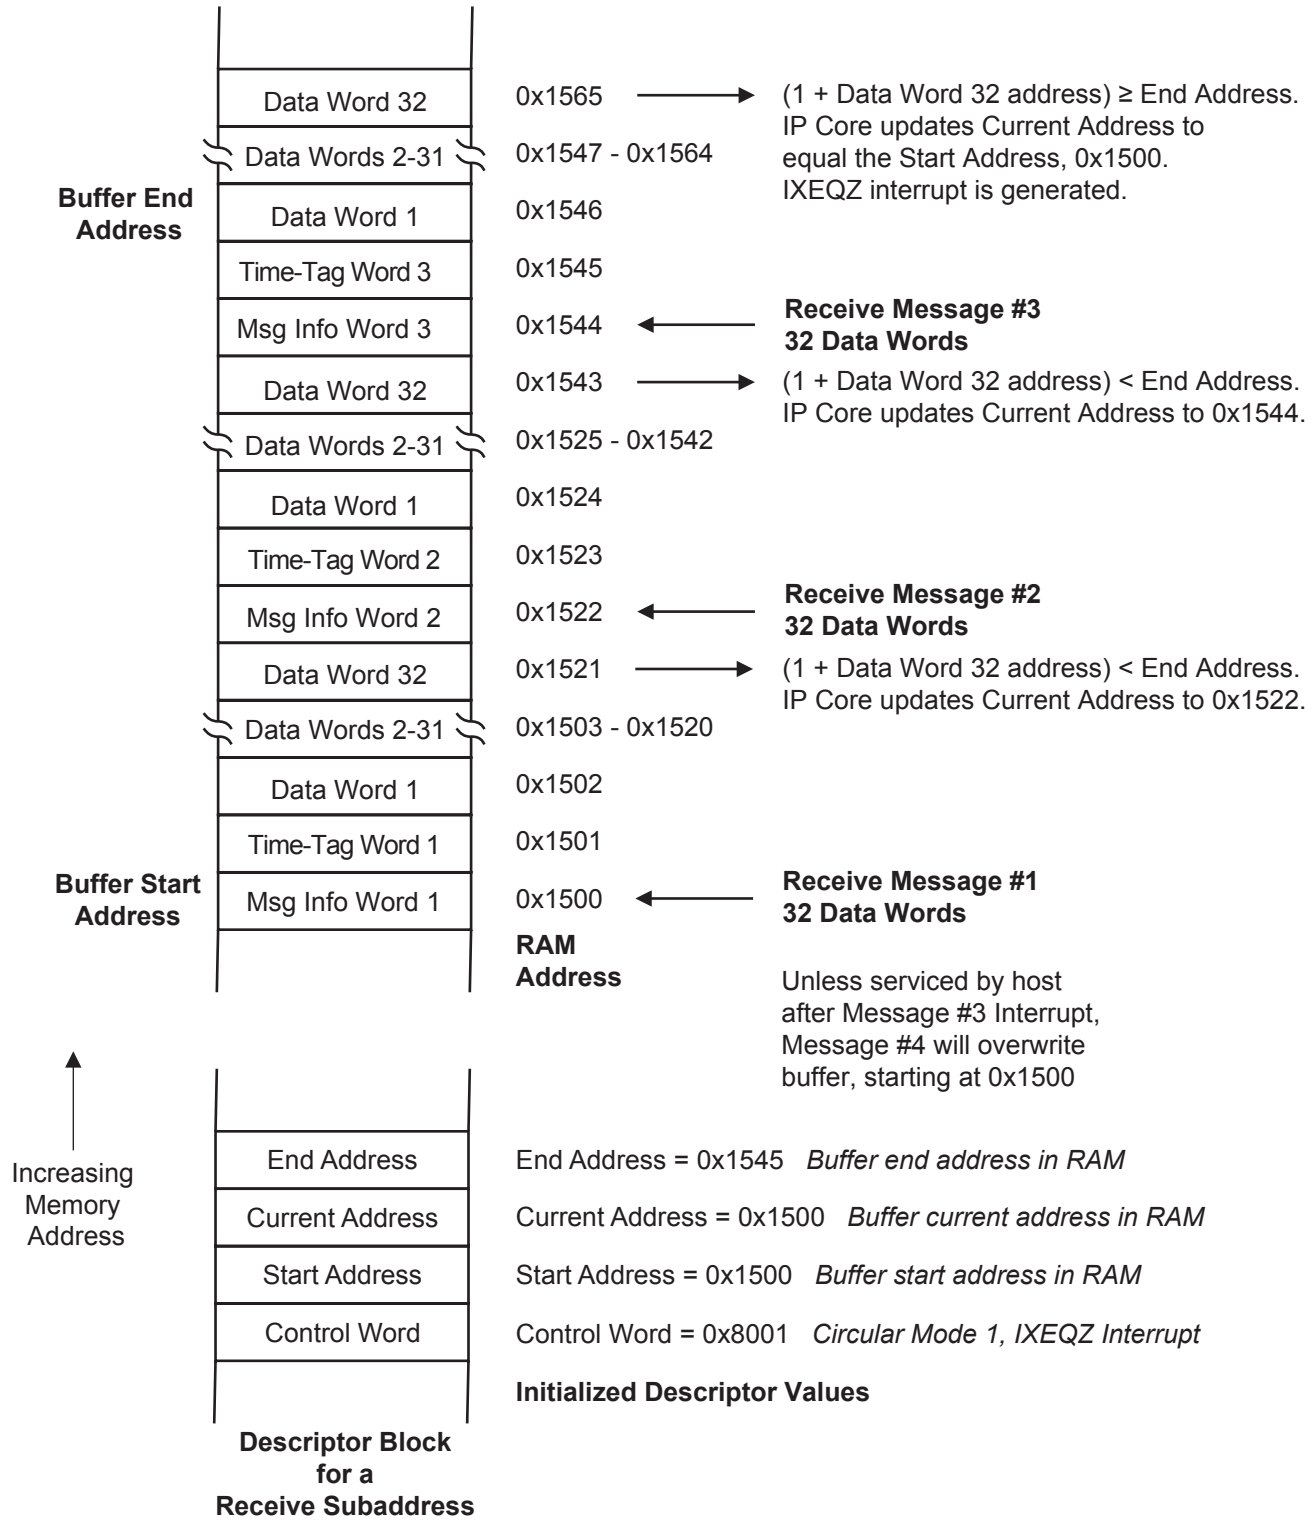 Data Word 32 0x1565 (1 + Data Word 32 address) ≥ End Address.
IP Core updates Current Address to
equal the Start Address, 0x1500.
IXEQZ interrupt is generated.
Data Words 2-31 0x1547 - 0x1564
Buffer End
Address
Data Word 1 0x1546
Time-Tag Word 3 0x1545
Msg Info Word 3 0x1544 Receive Message #3
32 Data Words
Data Word 32 0x1543 (1 + Data Word 32 address) < End Address.
IP Core updates Current Address to 0x1544.
Data Words 2-31 0x1525 - 0x1542
Data Word 1 0x1524
Time-Tag Word 2 0x1523
Msg Info Word 2 0x1522 Receive Message #2
32 Data Words
Data Word 32 0x1521 (1 + Data Word 32 address) < End Address.
IP Core updates Current Address to 0x1522.
Data Words 2-31 0x1503 - 0x1520
Data Word 1 0x1502
Time-Tag Word 1 0x1501
Buffer Start
Address
Msg Info Word 1 0x1500 Receive Message #1
32 Data Words
RAM
Address
Unless serviced by host
after Message #3 Interrupt,
Message #4 will overwrite
buffer, starting at 0x1500
Increasing
Memory
Address
End Address End Address = 0x1545 Buffer end address in RAM
Current Address Current Address = 0x1500 Buffer current address in RAM
Start Address Start Address = 0x1500 Buffer start address in RAM
Control Word Control Word = 0x8001 Circular Mode 1, IXEQZ Interrupt
Initialized Descriptor Values
Descriptor Block
for a
Receive Subaddress